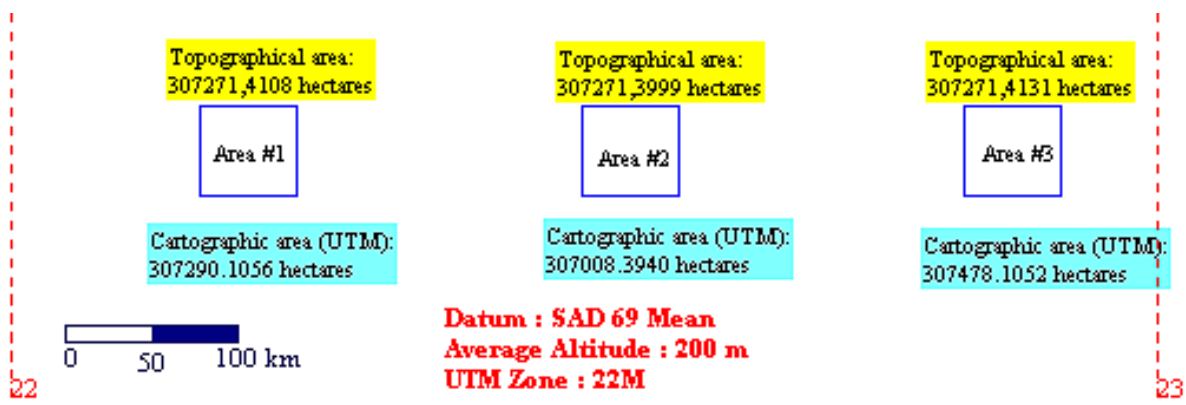 Topographical area:
307271,4108 hectares
Topographical area:
307271,3999 hectares
Topographical area:
307271,4131 hectares
Area #1
Area #2
Area #3
Cartographic area (UTM):
307290.1056 hectares
Cartographic area (UTM):
307008.3940 hectares
Cartographic area (UTM):
307478.1052 hectares
0 50 100 km
Datum : SAD 69 Mean
Average Altitude : 200 m
UTM Zone : 22M
22
23